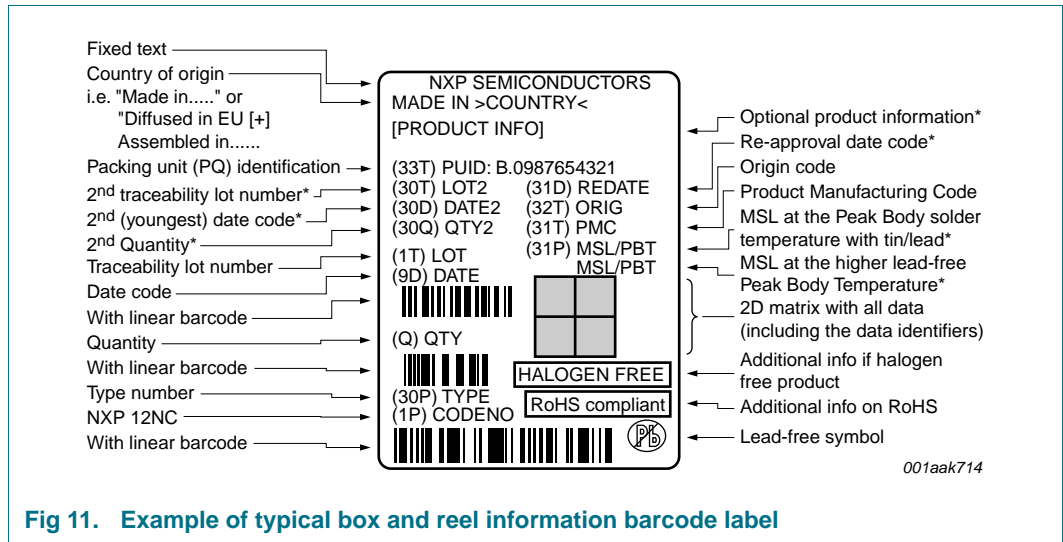 Fixed text
Country of origin
i.e. "Made in....." or
"Diffused in EU [+]
Assembled in......
Packing unit (PQ) identification
2nd traceability lot number*
2nd (youngest) date code*
2nd Quantity*
Traceability lot number
Date code
With linear barcode
Quantity
With linear barcode
Type number
NXP 12NC
With linear barcode
NXP SEMICONDUCTORS
MADE IN >COUNTRY<
[PRODUCT INFO]
(33T) PUID: B.0987654321
(30T) LOT2 (31D) REDATE
(30D) DATE2 (32T) ORIG
(30Q) QTY2 (31T) PMC
(31P) MSL/PBT
(1T) LOT MSL/PBT
(9D) DATE
(Q) QTY
HALOGEN FREE
(30P) TYPE
(1P) CODENO RoHS compliant
Pb
Optional product information*
Re-approval date code*
Origin code
Product Manufacturing Code
MSL at the Peak Body solder
temperature with tin/lead*
MSL at the higher lead-free
Peak Body Temperature*
2D matrix with all data
(including the data identifiers)
Additional info if halogen
free product
Additional info on RoHS
Lead-free symbol
001aak714
Fig 11. Example of typical box and reel information barcode label